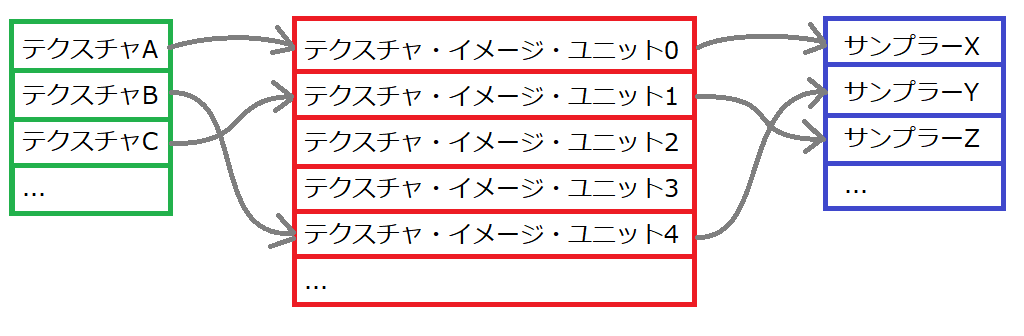 テクスチャA
テクスチャB
テクスチャC
...
テクスチャ・イメージ・ユニット0
テクスチャ・イメージ・ユニット1
テクスチャ・イメージ・ユニット2
テクスチャ・イメージ・ユニット3
テクスチャ・イメージ・ユニット4
...
サンプラーX
サンプラーY
サンプラーZ
...